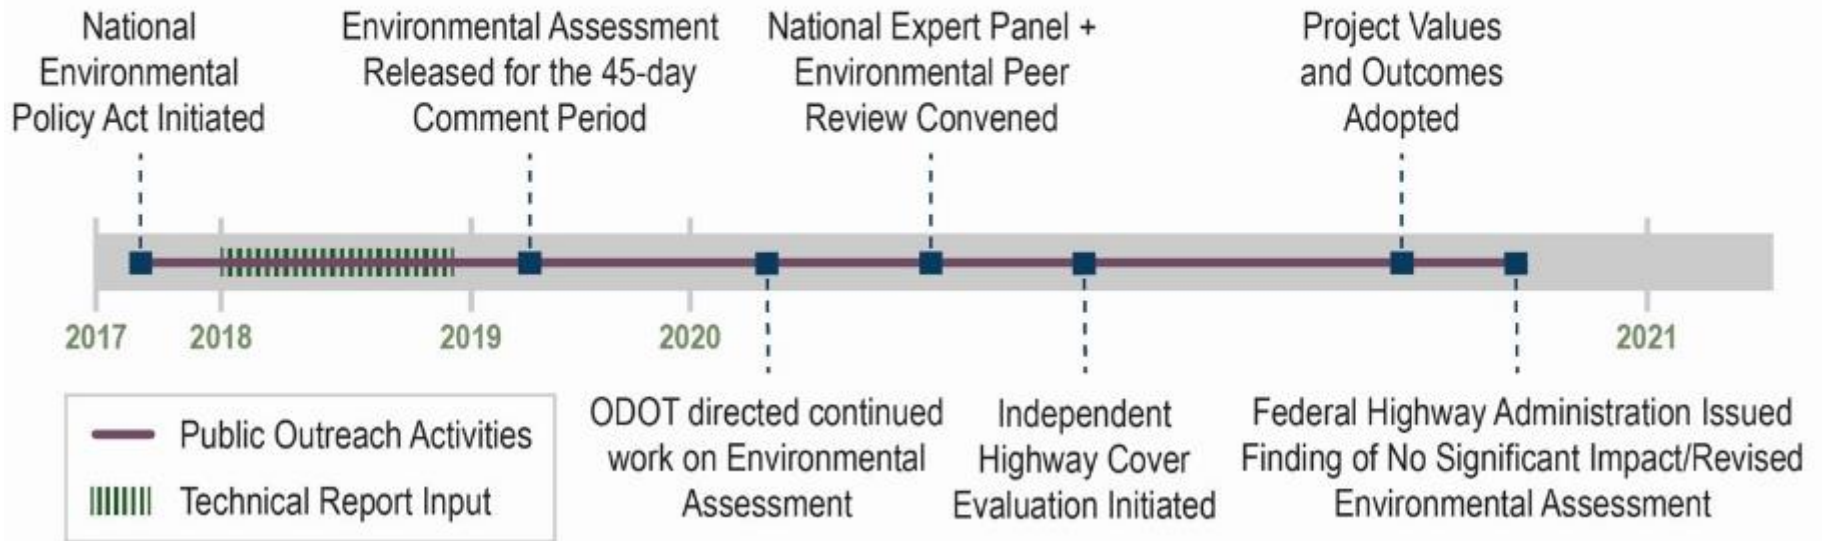 National
Environmental
Policy Act Initiated
Environmental Assessment
Released for the 45-day
Comment Period
National Expert Panel +
Environmental Peer
Review Convened
Project Values
and Outcomes
Adopted
2017
2018
2019
2020
2021
Public Outreach Activities
Technical Report Input
ODOT directed continued
work on Environmental
Assessment
Independent
Highway Cover
Evaluation Initiated
Federal Highway Administration Issued
Finding of No Significant Impact/Revised
Environmental Assessment